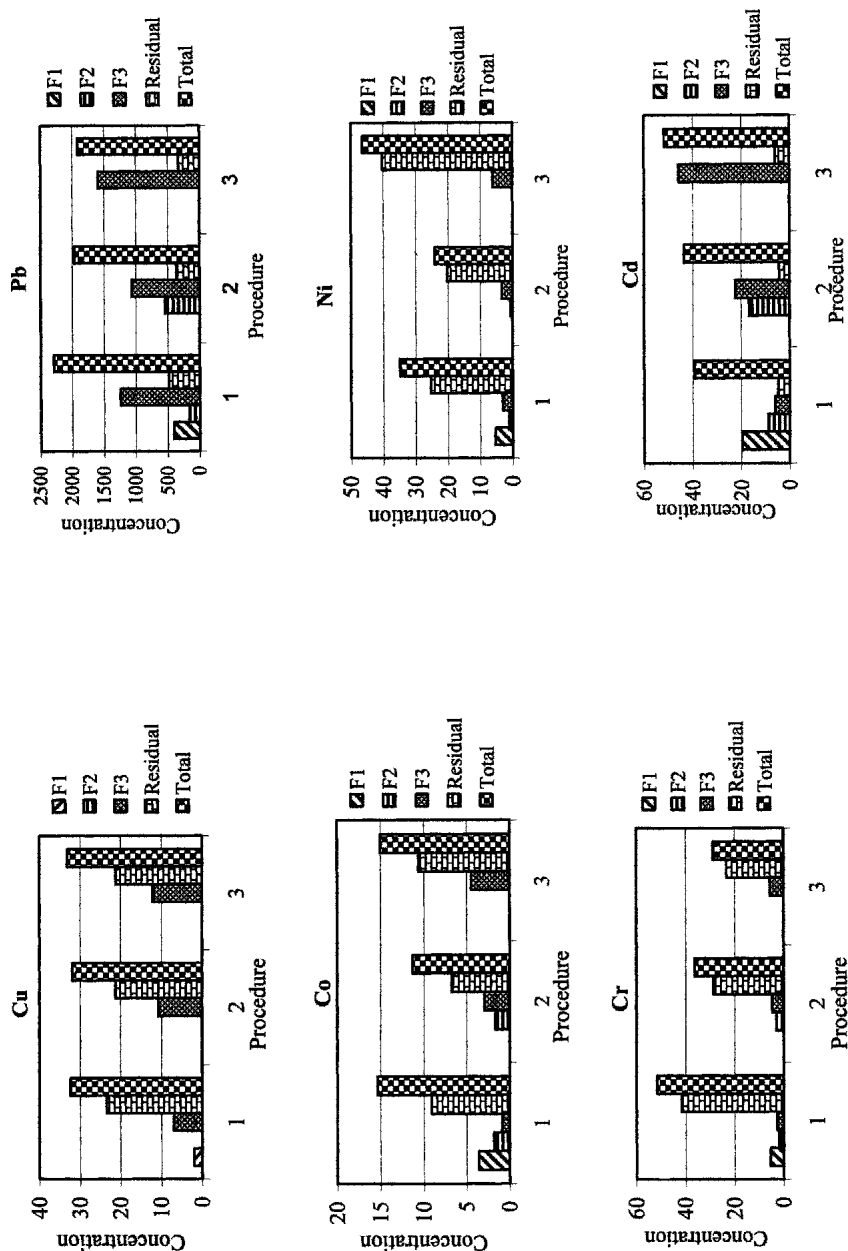 Cu
40
30
20
10
0
Concentration
1
2
3
Procedure
F1
F2
F3
Residual
Total
Pb
2500
2000
1500
1000
500
0
Concentration
1
2
3
Procedure
F1
F2
F3
Residual
Total
Co
20
15
10
5
0
Concentration
1
2
3
Procedure
F1
F2
F3
Residual
Total
Ni
50
40
30
20
10
0
Concentration
1
2
3
Procedure
F1
F2
F3
Residual
Total
Cr
60
40
20
0
Concentration
1
2
3
Procedure
F1
F2
F3
Residual
Total
Cd
60
40
20
0
Concentration
1
2
3
Procedure
F1
F2
F3
Residual
Total